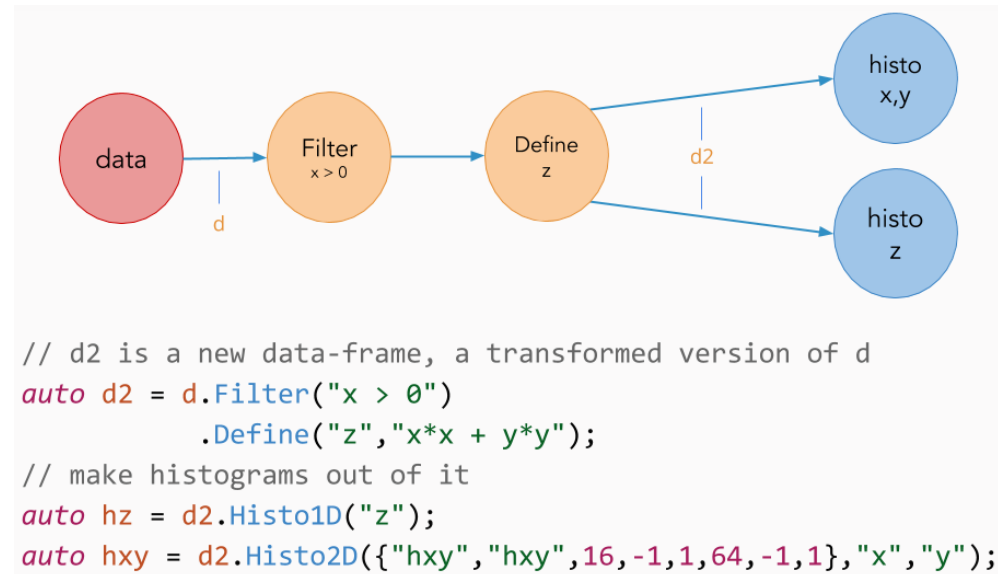 histo
x,y
data
Filter
x > 0
Define
z
d2
d
histo
z
// d2 is a new data-frame, a transformed version of d
auto d2 = d.Filter("x > 0")
           .Define("z","x*x + y*y");
// make histograms out of it
auto hz = d2.Histo1D("z");
auto hxy = d2.Histo2D({"hxy","hxy",16,-1,1,64,-1,1},"x","y");